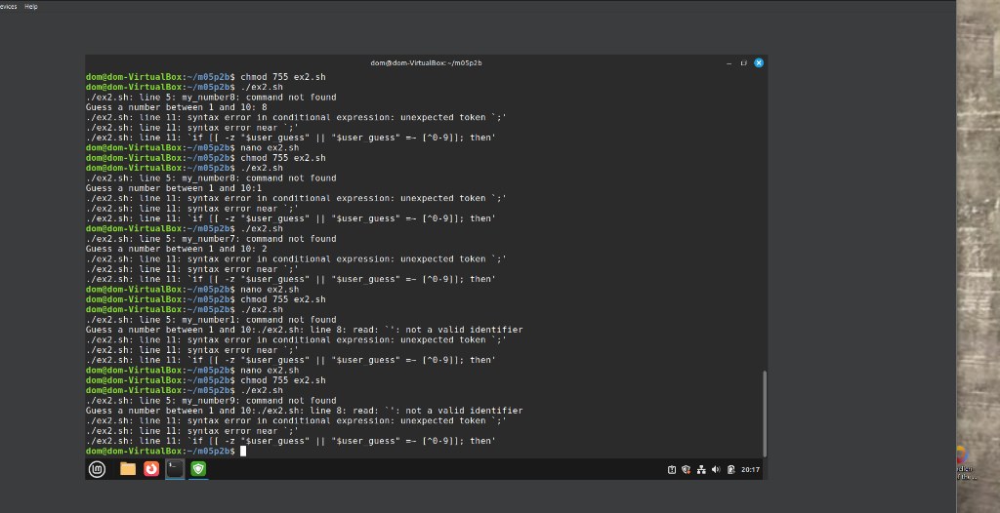 evices Help
dom@dom-VirtualBox: ~/m05p2b
dom@dom-VirtualBox:~/m05p2b$ chmod 755 ex2.sh
dom@dom-VirtualBox:~/m05p2b$ ./ex2.sh
./ex2.sh: line 5: my_number8: command not found
Guess a number between 1 and 10: 8
./ex2.sh: line 11: syntax error in conditional expression: unexpected token `;'
./ex2.sh: line 11: syntax error near `;'
./ex2.sh: line 11: `if [[ -z "$user_guess" || "$user_guess" =~ [^0-9]]; then'
dom@dom-VirtualBox:~/m05p2b$ nano ex2.sh
dom@dom-VirtualBox:~/m05p2b$ chmod 755 ex2.sh
dom@dom-VirtualBox:~/m05p2b$ ./ex2.sh
./ex2.sh: line 5: my_number8: command not found
Guess a number between 1 and 10:1
./ex2.sh: line 11: syntax error in conditional expression: unexpected token `;'
./ex2.sh: line 11: syntax error near `;'
./ex2.sh: line 11: `if [[ -z "$user_guess" || "$user_guess" =~ [^0-9]]; then'
dom@dom-VirtualBox:~/m05p2b$ ./ex2.sh
./ex2.sh: line 5: my_number7: command not found
Guess a number between 1 and 10: 2
./ex2.sh: line 11: syntax error in conditional expression: unexpected token `;'
./ex2.sh: line 11: syntax error near `;'
./ex2.sh: line 11: `if [[ -z "$user_guess" || "$user_guess" =~ [^0-9]]; then'
dom@dom-VirtualBox:~/m05p2b$ nano ex2.sh
dom@dom-VirtualBox:~/m05p2b$ chmod 755 ex2.sh
dom@dom-VirtualBox:~/m05p2b$ ./ex2.sh
./ex2.sh: line 5: my_number1: command not found
Guess a number between 1 and 10:./ex2.sh: line 8: read: `': not a valid identifier
./ex2.sh: line 11: syntax error in conditional expression: unexpected token `;'
./ex2.sh: line 11: syntax error near `;'
./ex2.sh: line 11: `if [[ -z "$user_guess" || "$user_guess" =~ [^0-9]]; then'
dom@dom-VirtualBox:~/m05p2b$ nano ex2.sh
dom@dom-VirtualBox:~/m05p2b$ chmod 755 ex2.sh
dom@dom-VirtualBox:~/m05p2b$ ./ex2.sh
./ex2.sh: line 5: my_number9: command not found
Guess a number between 1 and 10:./ex2.sh: line 8: read: `': not a valid identifier
./ex2.sh: line 11: syntax error in conditional expression: unexpected token `;'
./ex2.sh: line 11: syntax error near `;'
./ex2.sh: line 11: `if [[ -z "$user_guess" || "$user_guess" =~ [^0-9]]; then'
dom@dom-VirtualBox:~/m05p2b$
20:17